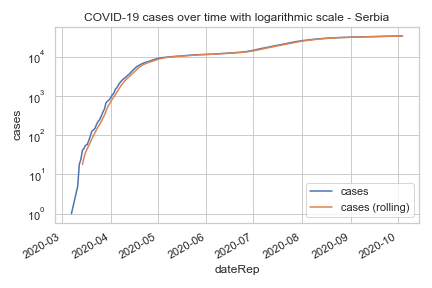 COVID-19 cases over time with logarithmic scale - Serbia
10⁴
10³
10²
10¹
10⁰
cases
cases
cases (rolling)
2020-03
2020-04
2020-05
2020-06
2020-07
2020-08
2020-09
2020-10
dateRep